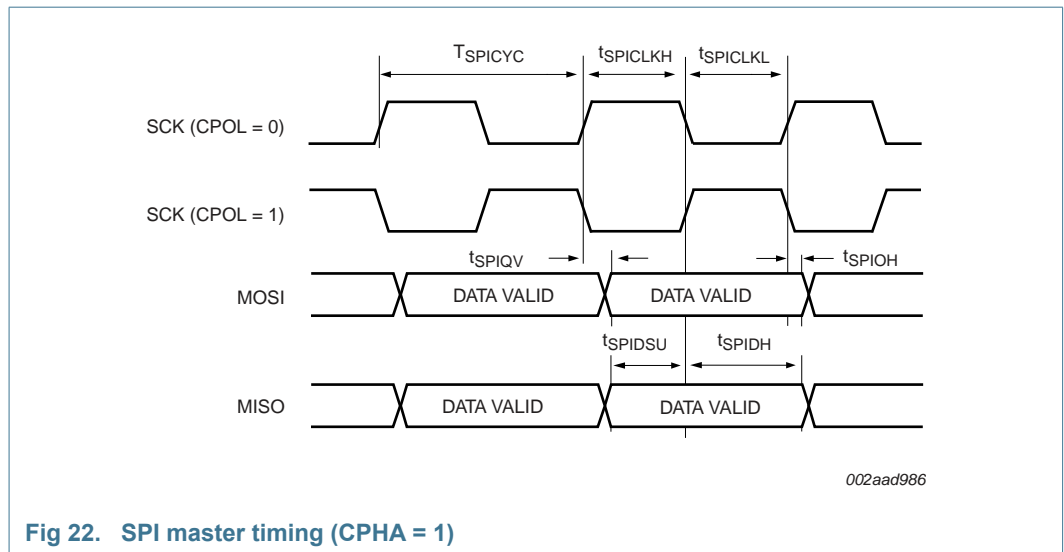 TSPICYC tSPICLKH tSPICLKL
SCK (CPOL = 0)
SCK (CPOL = 1)
tSPIQV tSPIOH
MOSI DATA VALID DATA VALID
tSPIDSU tSPIDH
MISO DATA VALID DATA VALID
002aad986
Fig 22. SPI master timing (CPHA = 1)